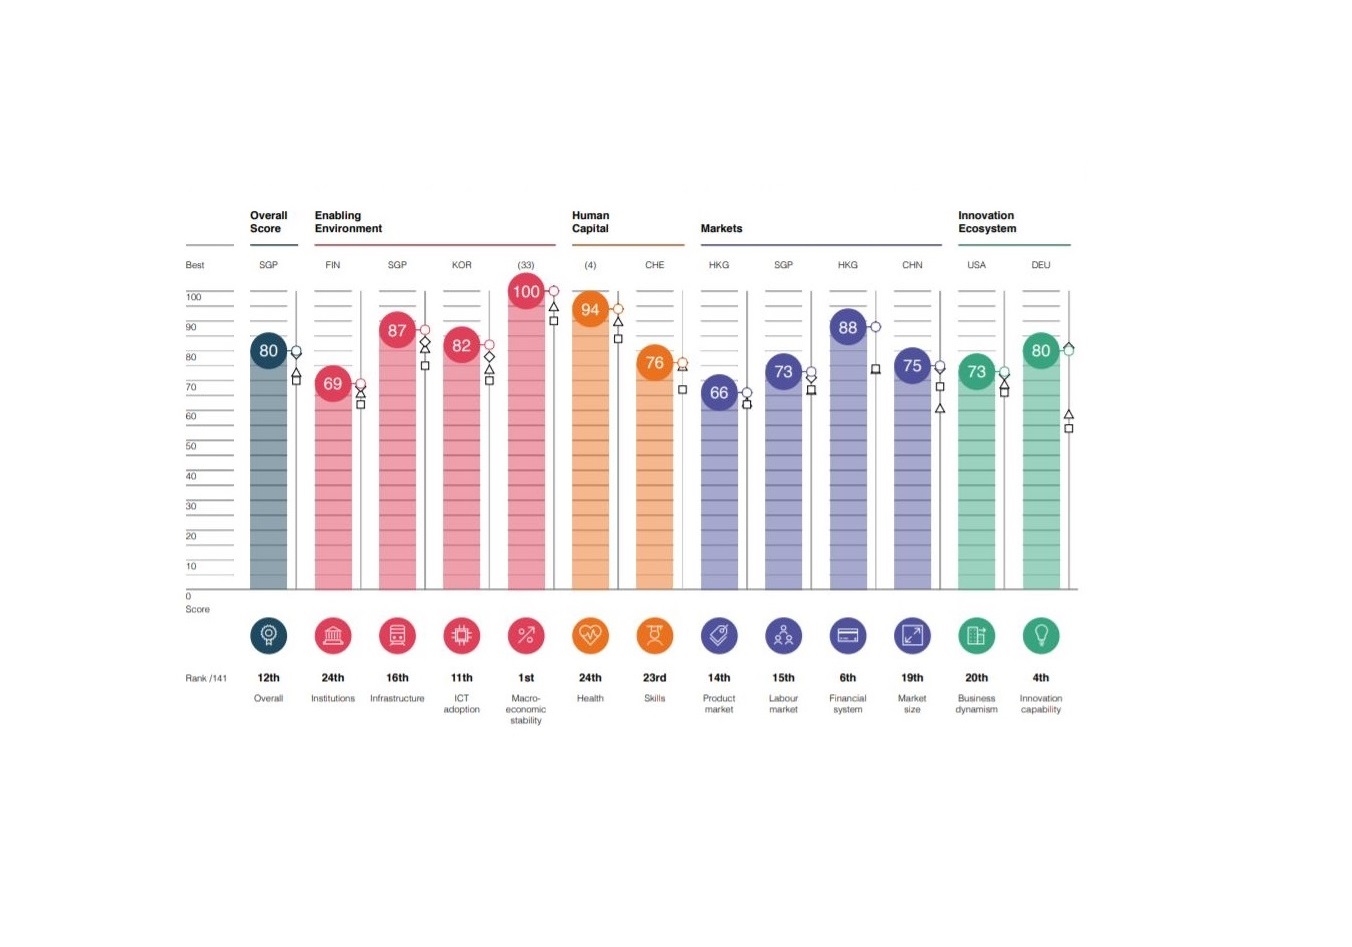 Overall
Score
Enabling
Environment
Human
Capital
Markets
Innovation
Ecosystem
Best SGP FIN SGP KOR (33) (4) CHE HKG SGP HKG CHN USA DEU
100
90
80
70
60
50
40
30
20
10
0
Score
80 69 87 82 100 94 76 66 73 88 75 73 80
Rank /141 12th 24th 16th 11th 1st 24th 23rd 14th 15th 6th 19th 20th 4th
Overall
Institutions
Infrastructure
ICT
adoption
Macro-
economic
stability
Health
Skills
Product
market
Labour
market
Financial
system
Market
size
Business
dynamism
Innovation
capability